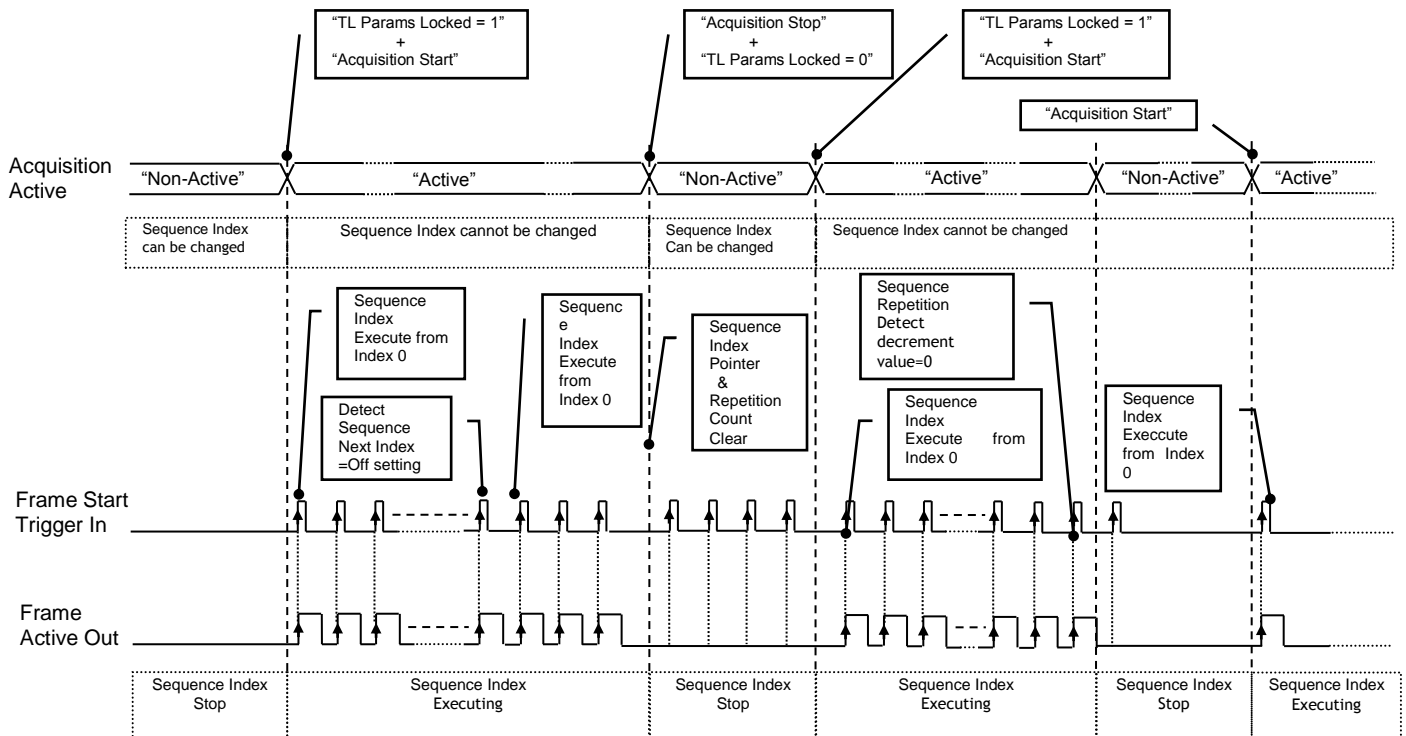 “TL Params Locked = 1”
+
“Acquisition Start”
“Acquisition Stop”
+
“TL Params Locked = 0”
“TL Params Locked = 1”
+
“Acquisition Start”
“Acquisition Start”
Acquisition
Active
“Non-Active”
“Active”
“Non-Active”
“Active”
“Non-Active”
“Active”
Sequence Index
can be changed
Sequence Index cannot be changed
Sequence Index
Can be changed
Sequence Index cannot be changed
Sequence
Index
Execute from
Index 0
Detect
Sequence
Next Index
=Off setting
Sequenc
e
Index
Execute
from
Index 0
Sequence
Index
Pointer
&
Repetition
Count
Clear
Sequence
Repetition
Detect
decrement
value=0
Sequence
Index
Execute from
Index 0
Sequence
Index
Execcute
from Index
0
Frame Start
Trigger In
Frame
Active Out
Sequence Index
Stop
Sequence Index
Executing
Sequence Index
Stop
Sequence Index
Executing
Sequence Index
Stop
Sequence Index
Executing